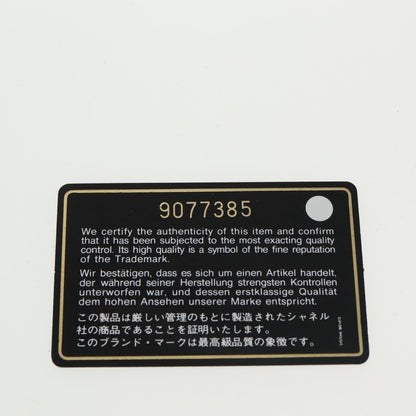 9077385
We certify the authenticity of this item and confirm
that it has been subjected to the most exacting quality
control. Its high quality is a symbol of the fine reputation
of the Trademark.
Wir bestätigen, dass es sich um einen Artikel handelt,
der während seiner Herstellung strengsten Kontrollen
unterworfen war, und dessen erstklassige Qualität
dem hohen Ansehen unserer Marke entspricht.
この製品は厳しい管理のもとに製造されたシャネル
社の商品であることを証明いたします。
このブランド・マークは最高級品質の象徴です。